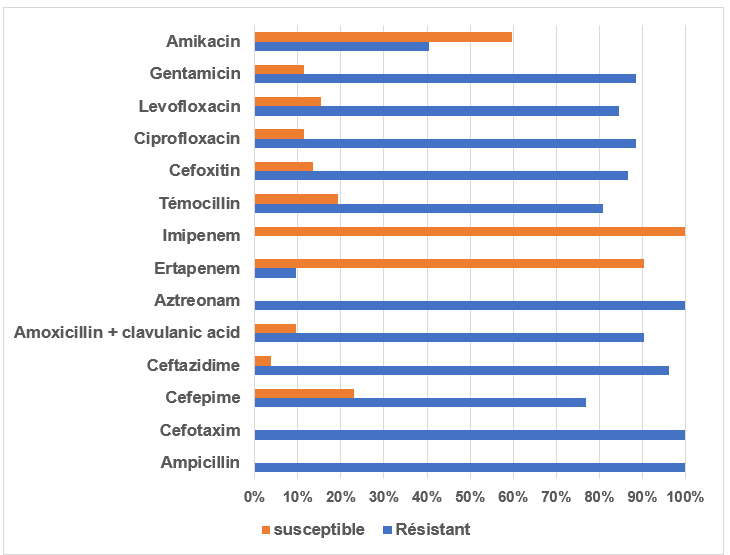 Amikacin
Gentamicin
Levofloxacin
Ciprofloxacin
Cefoxitin
Témocillin
Imipenem
Ertapenem
Aztreonam
Amoxicillin + clavulanic acid
Ceftazidime
Cefepime
Cefotaxim
Ampicillin
0% 10% 20% 30% 40% 50% 60% 70% 80% 90% 100%
susceptible Résistant